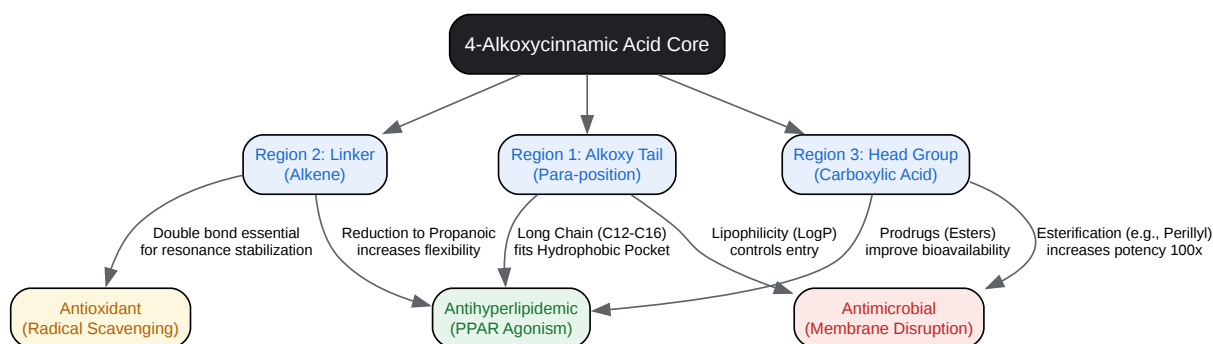 4-Alkoxycinnamic Acid Core
Region 2: Linker
(Alkene)
Region 1: Alkoxy Tail
(Para-position)
Region 3: Head Group
(Carboxylic Acid)
Double bond essential
for resonance stabilization
Reduction to Propanoic
increases flexibility
Long Chain (C12-C16)
fits Hydrophobic Pocket
Lipophilicity (LogP)
controls entry
Prodrugs (Esters)
improve bioavailability
Esterification (e.g., Perillyl)
increases potency 100x
Antioxidant
(Radical Scavenging)
Antihyperlipidemic
(PPAR Agonism)
Antimicrobial
(Membrane Disruption)